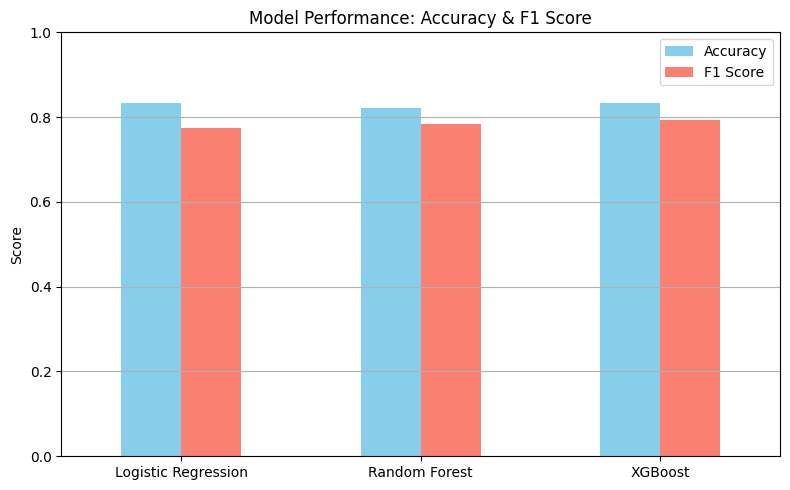 Model Performance: Accuracy & F1 Score
Accuracy
F1 Score
Score
1.0
0.8
0.6
0.4
0.2
0.0
Logistic Regression
Random Forest
XGBoost